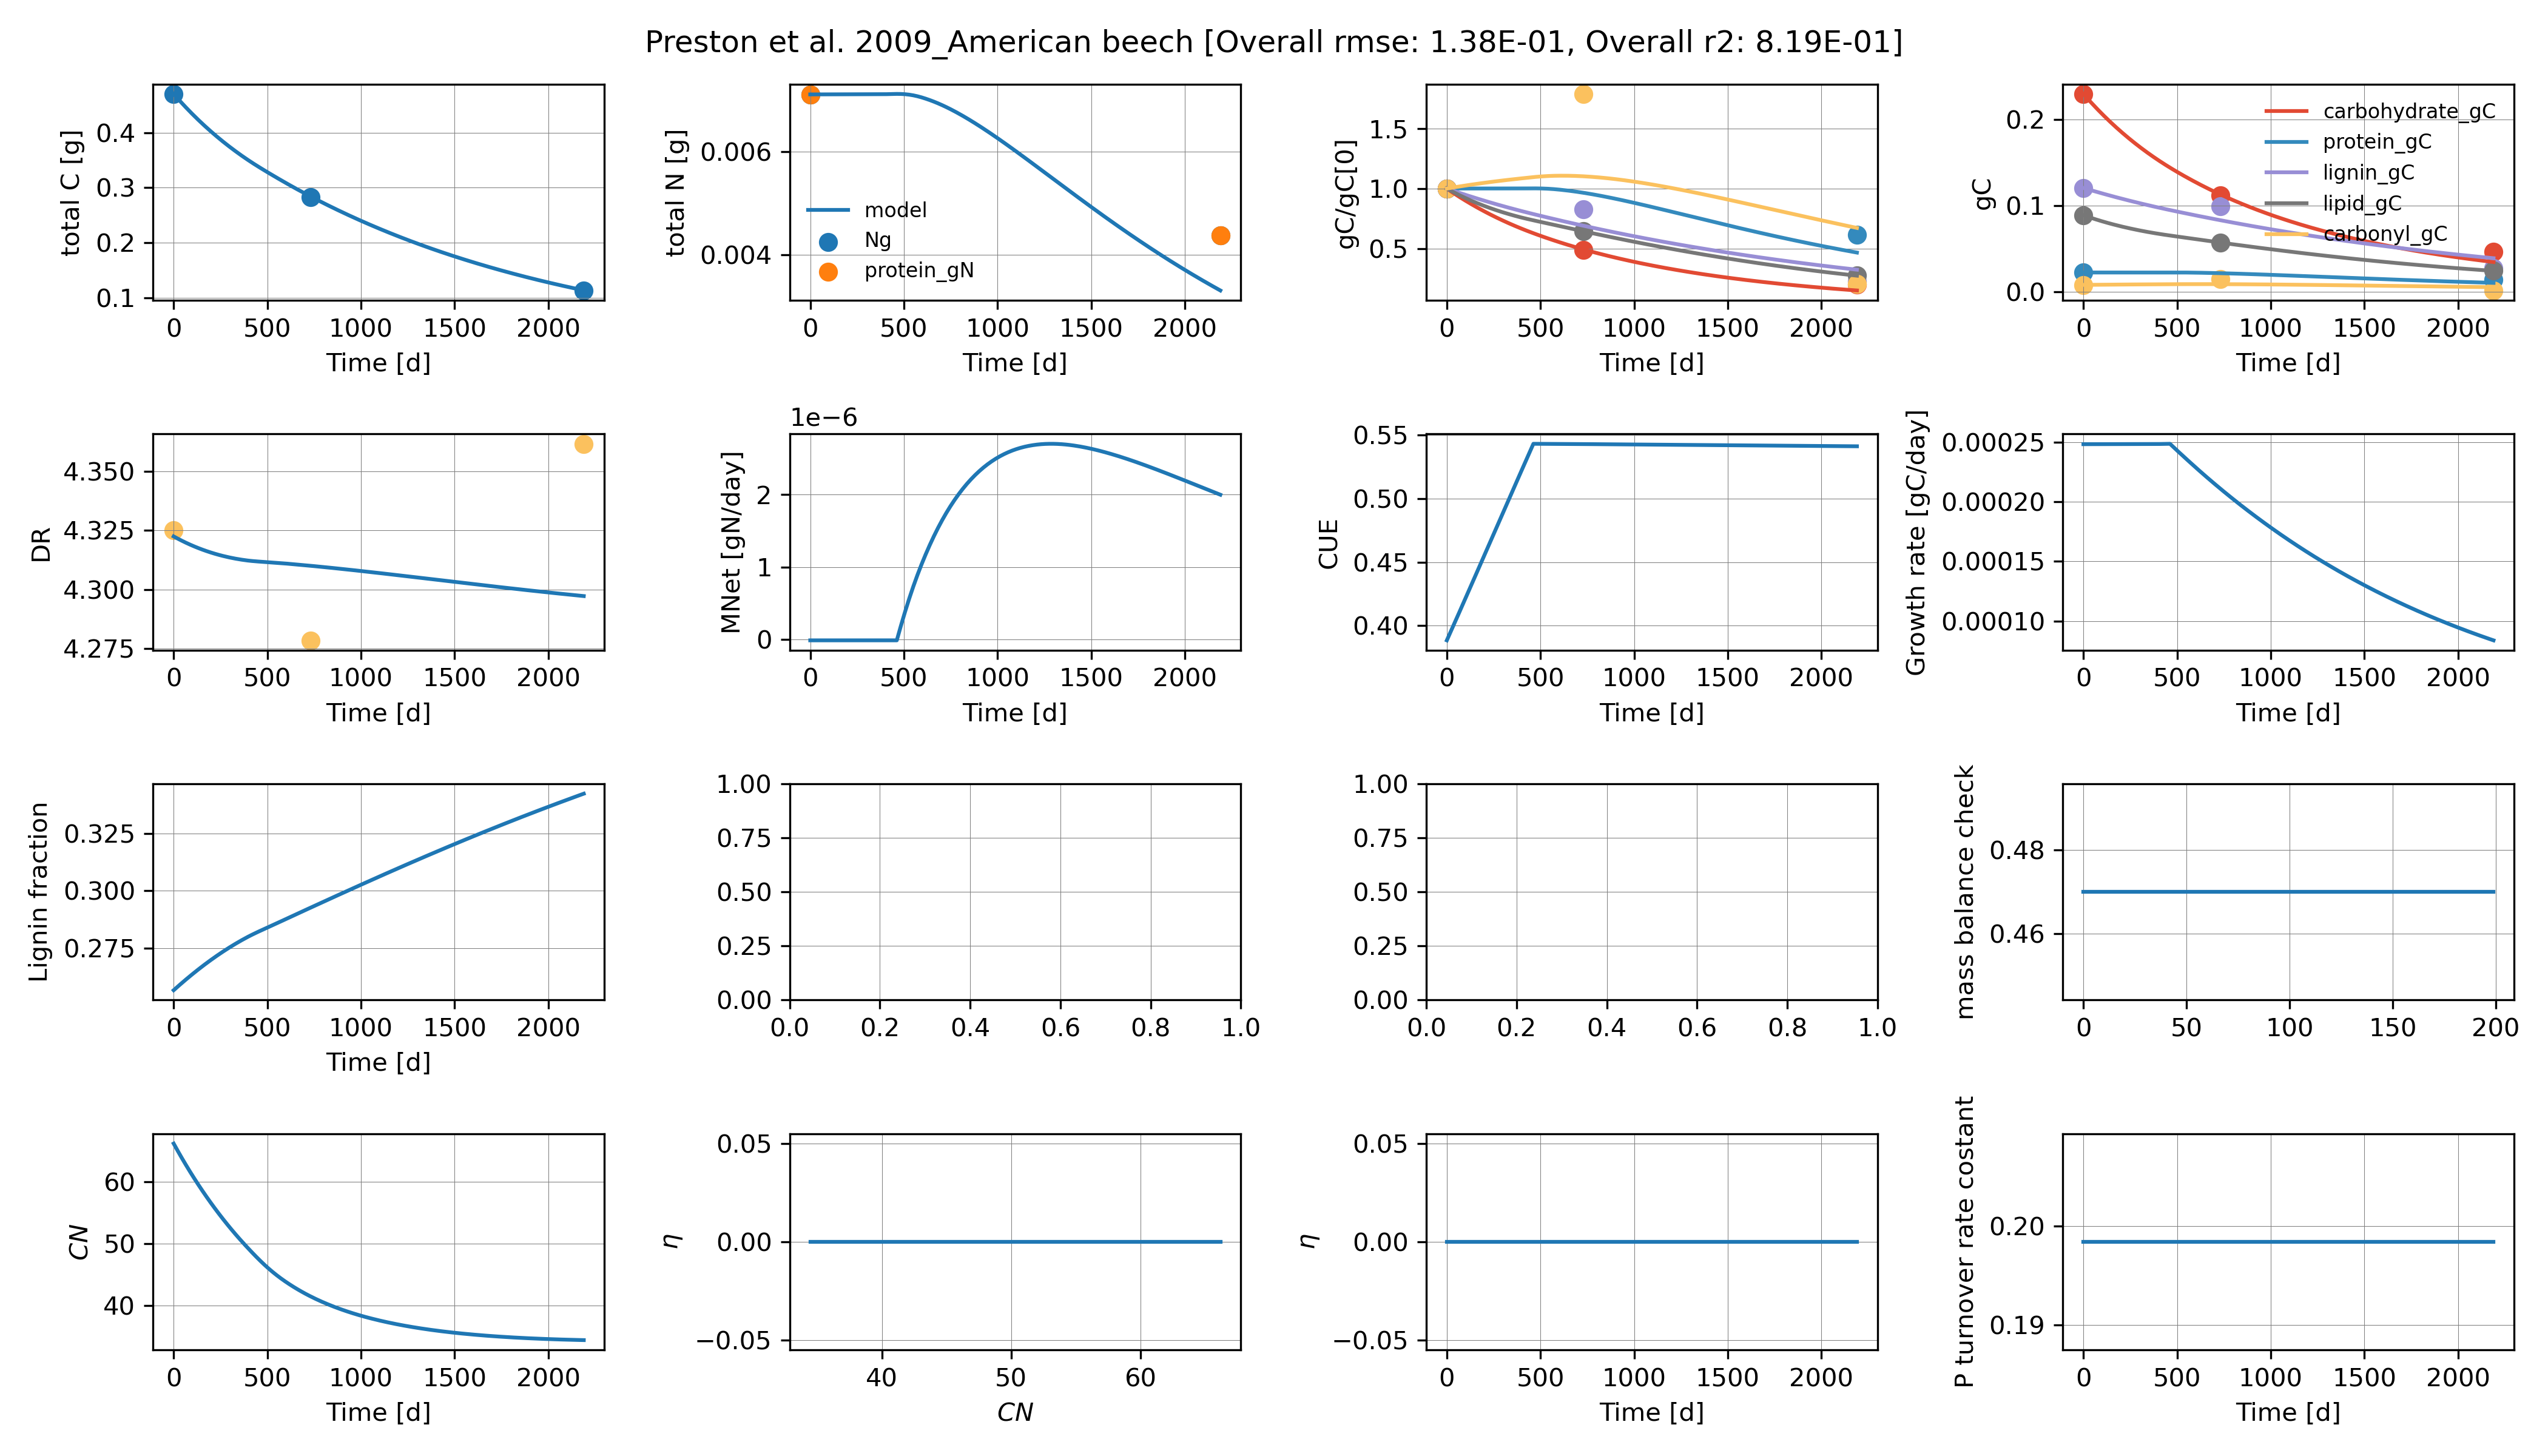 Preston et al. 2009_American beech [Overall rmse: 1.38E-01, Overall r2: 8.19E-01]
total C [g]
0.4
0.3
0.2
0.1
0 500 1000 1500 2000
Time [d]
total N [g]
0.006
0.004
model
Ng
protein_gN
0 500 1000 1500 2000
Time [d]
gC/gC[0]
1.5
1.0
0.5
0 500 1000 1500 2000
Time [d]
gC
0.2
0.1
0.0
carbohydrate_gC
protein_gC
lignin_gC
lipid_gC
carbonyl_gC
0 500 1000 1500 2000
Time [d]
DR
4.350
4.325
4.300
4.275
0 500 1000 1500 2000
Time [d]
1e−6
MNet [gN/day]
2
1
0
0 500 1000 1500 2000
Time [d]
CUE
0.55
0.50
0.45
0.40
0 500 1000 1500 2000
Time [d]
Growth rate [gC/day]
0.00025
0.00020
0.00015
0.00010
0 500 1000 1500 2000
Time [d]
Lignin fraction
0.325
0.300
0.275
0 500 1000 1500 2000
Time [d]
1.00
0.75
0.50
0.25
0.00
0.0 0.2 0.4 0.6 0.8 1.0
1.00
0.75
0.50
0.25
0.00
0.0 0.2 0.4 0.6 0.8 1.0
mass balance check
0.48
0.46
0 50 100 150 200
CN
60
50
40
0 500 1000 1500 2000
Time [d]
η
0.05
0.00
−0.05
40 50 60
CN
η
0.05
0.00
−0.05
0 500 1000 1500 2000
Time [d]
P turnover rate costant
0.20
0.19
0 500 1000 1500 2000
Time [d]